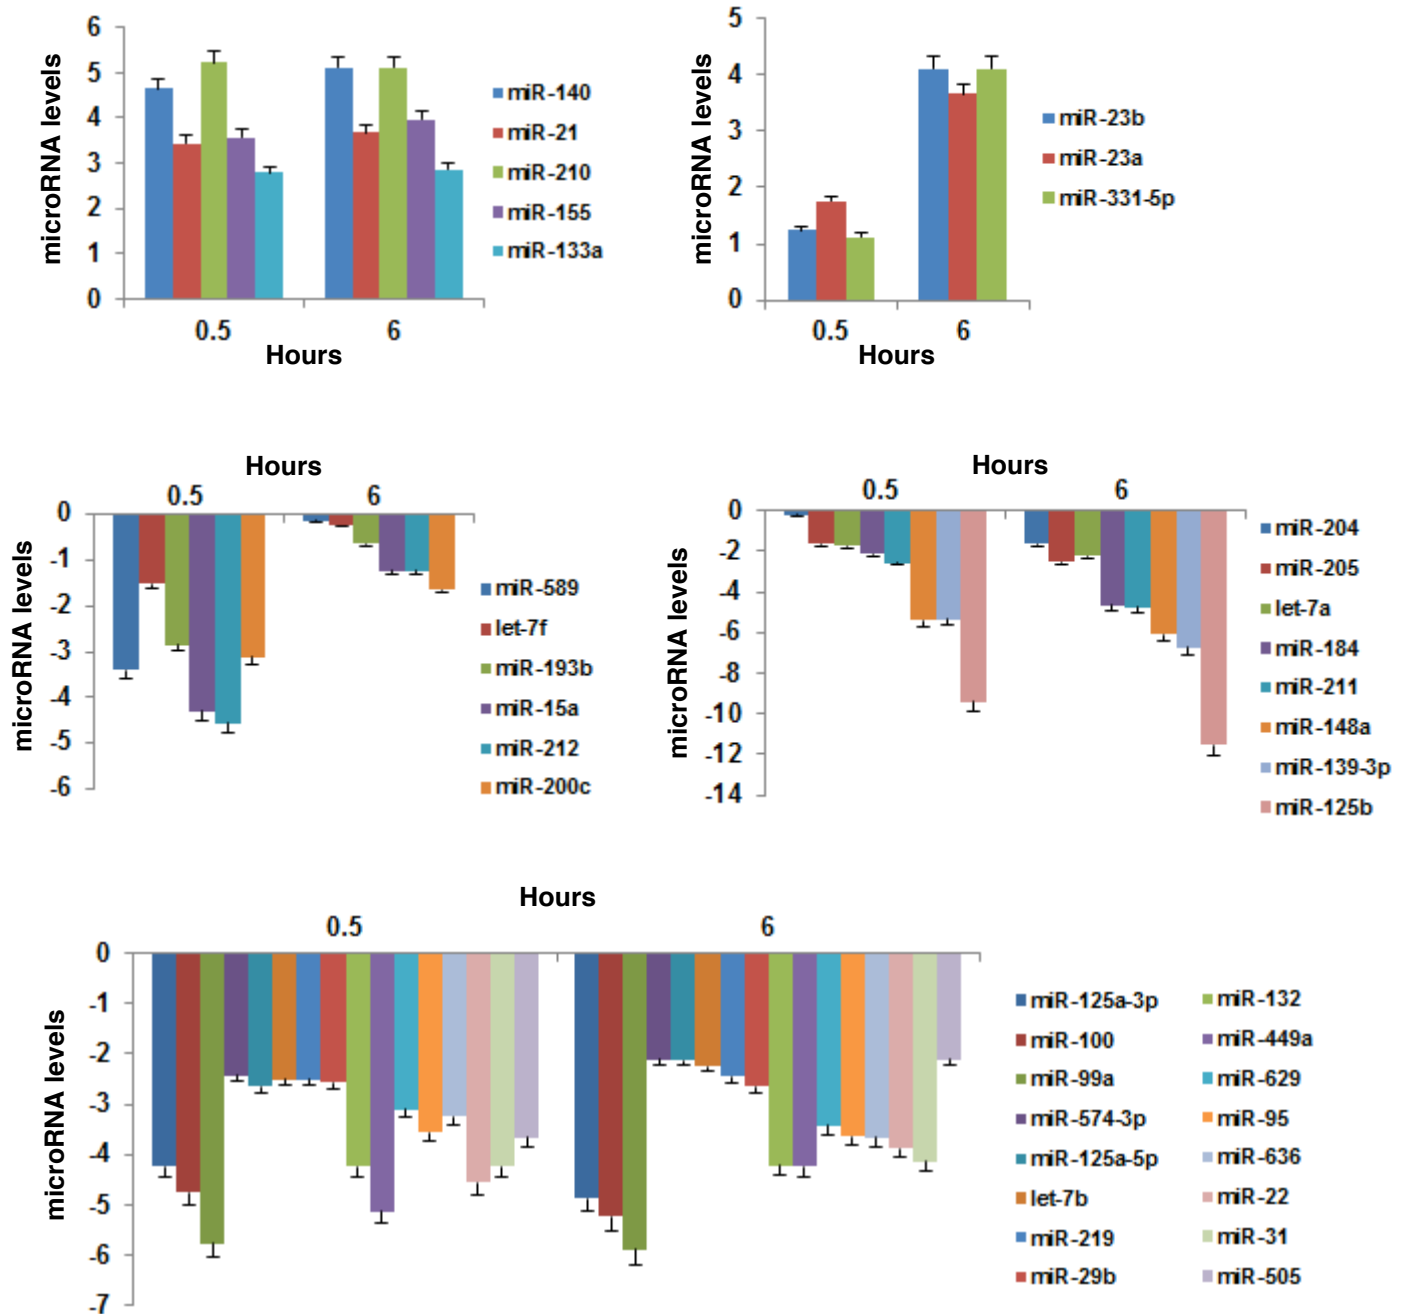 microRNA levels
6
5
4
3
2
1
0
0.5
6
Hours
miR-140
miR-21
miR-210
miR-155
miR-133a
microRNA levels
5
4
3
2
1
0
0.5
6
Hours
miR-23b
miR-23a
miR-331-5p
Hours
0.5
6
microRNA levels
0
-1
-2
-3
-4
-5
-6
miR-589
let-7f
miR-193b
miR-15a
miR-212
miR-200c
Hours
0.5
6
microRNA levels
0
-2
-4
-6
-8
-10
-12
-14
miR-204
miR-205
let-7a
miR-184
miR-211
miR-148a
miR-139-3p
miR-125b
Hours
0.5
6
microRNA levels
0
-1
-2
-3
-4
-5
-6
-7
miR-125a-3p
miR-100
miR-99a
miR-574-3p
miR-125a-5p
let-7b
miR-219
miR-29b
miR-132
miR-449a
miR-629
miR-95
miR-636
miR-22
miR-31
miR-505